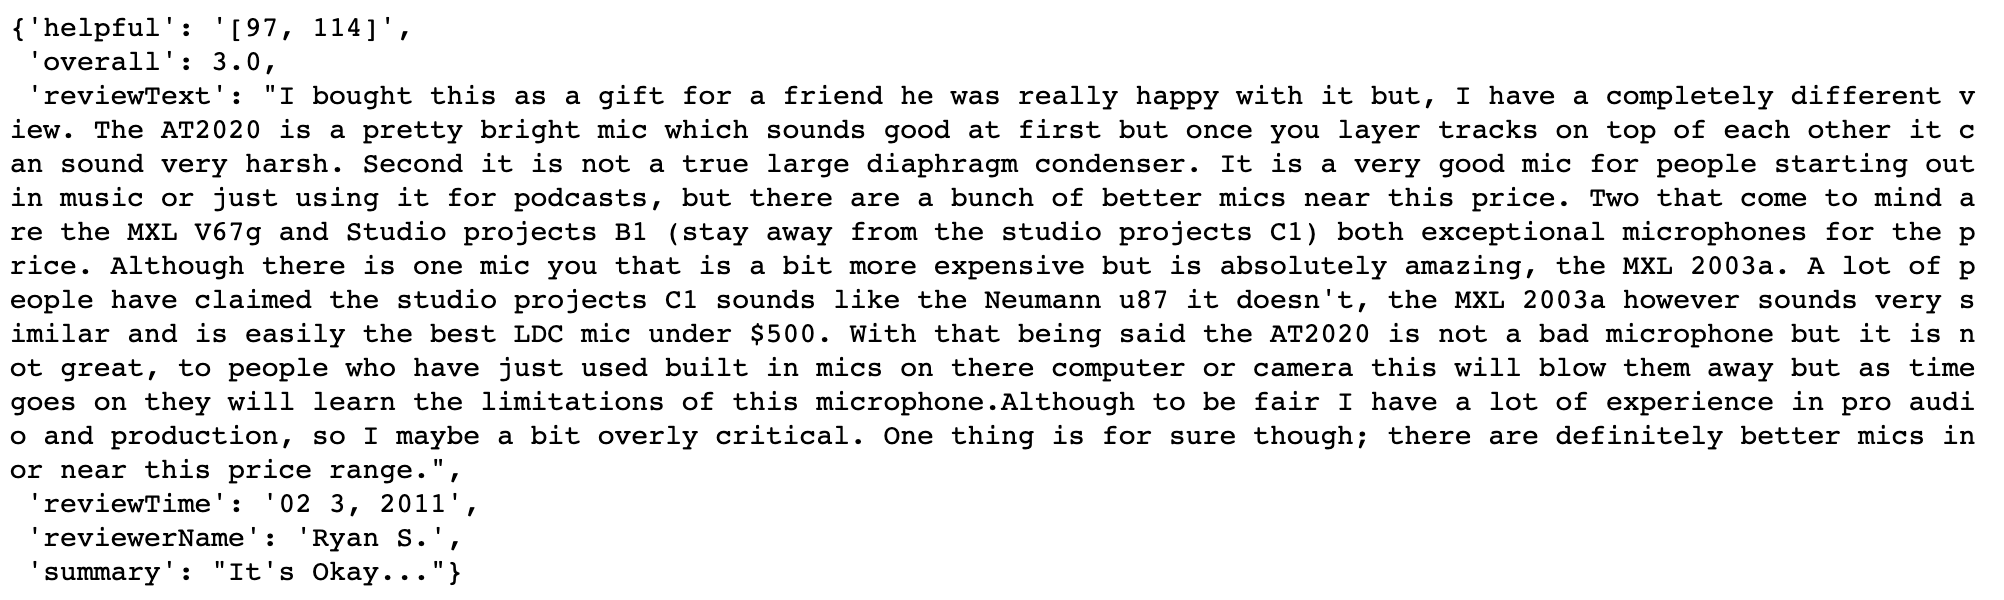 {'helpful': '[97, 114]',
 'overall': 3.0,
 'reviewText': "I bought this as a gift for a friend he was really happy with it but, I have a completely different v
iew. The AT2020 is a pretty bright mic which sounds good at first but once you layer tracks on top of each other it c
an sound very harsh. Second it is not a true large diaphragm condenser. It is a very good mic for people starting out
in music or just using it for podcasts, but there are a bunch of better mics near this price. Two that come to mind a
re the MXL V67g and Studio projects B1 (stay away from the studio projects C1) both exceptional microphones for the p
rice. Although there is one mic you that is a bit more expensive but is absolutely amazing, the MXL 2003a. A lot of p
eople have claimed the studio projects C1 sounds like the Neumann u87 it doesn't, the MXL 2003a however sounds very s
imilar and is easily the best LDC mic under $500. With that being said the AT2020 is not a bad microphone but it is n
ot great, to people who have just used built in mics on there computer or camera this will blow them away but as time
goes on they will learn the limitations of this microphone.Although to be fair I have a lot of experience in pro audi
o and production, so I maybe a bit overly critical. One thing is for sure though; there are definitely better mics in
or near this price range.",
 'reviewTime': '02 3, 2011',
 'reviewerName': 'Ryan S.',
 'summary': "It's Okay..."}